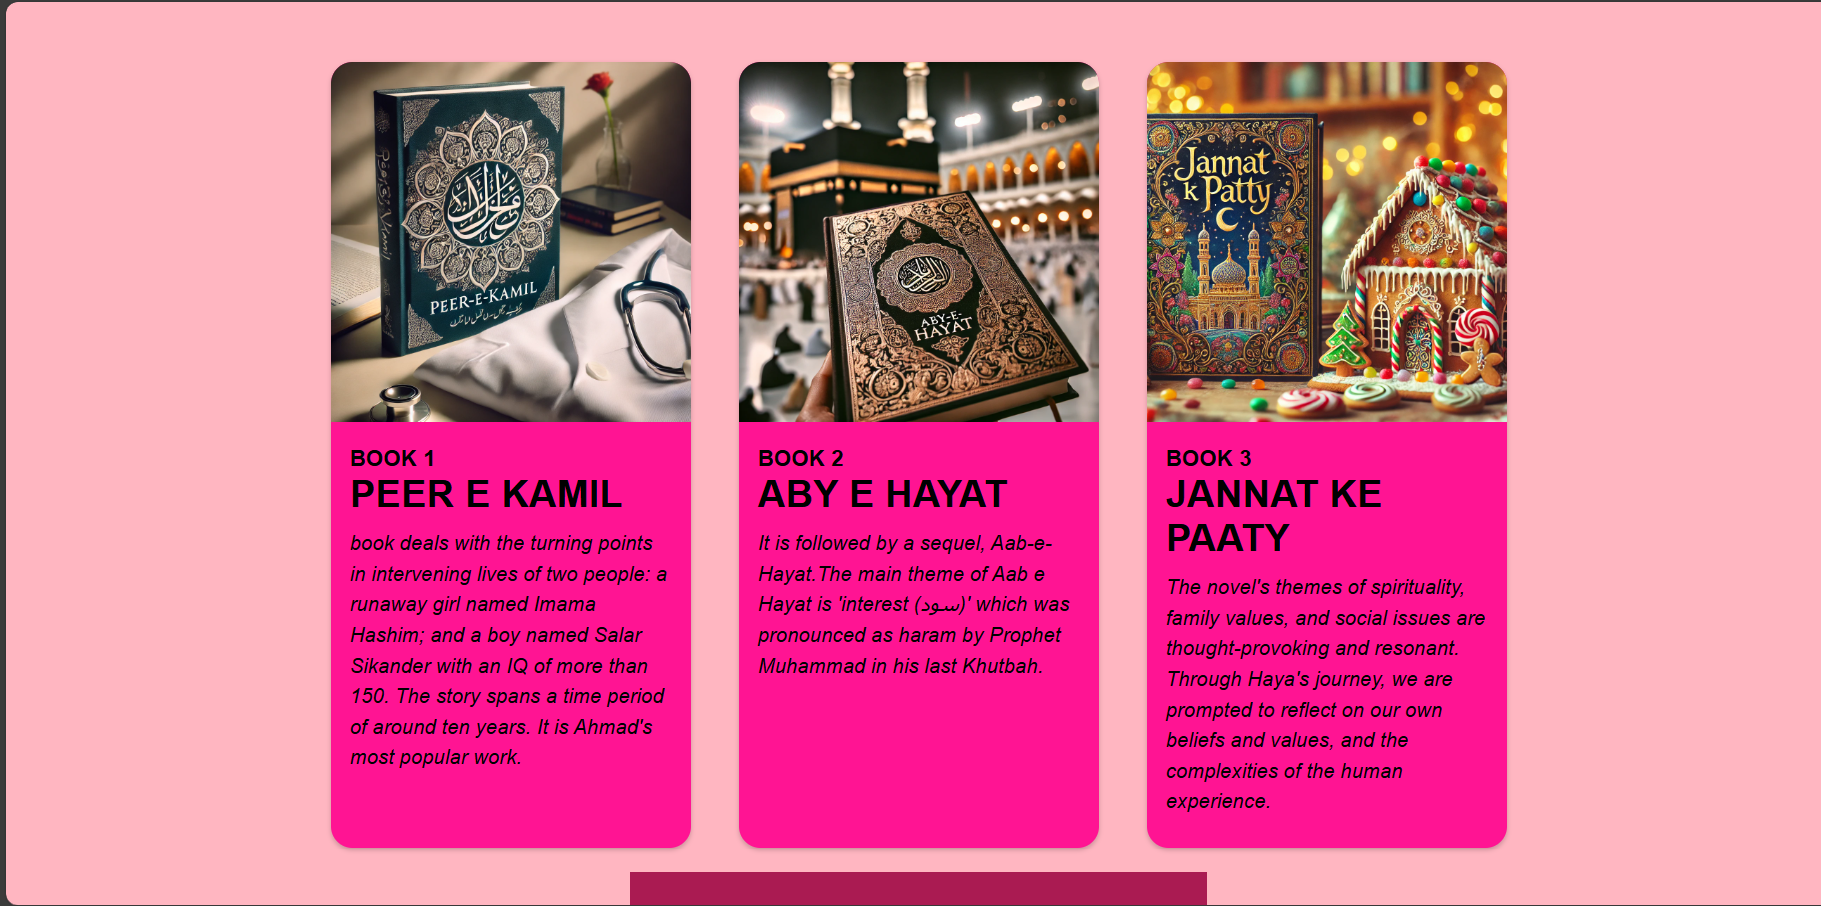 PEER-E-KAMIL
BOOK 1
PEER E KAMIL
book deals with the turning points
in intervening lives of two people: a
runaway girl named Imama
Hashim; and a boy named Salar
Sikander with an IQ of more than
150. The story spans a time period
of around ten years. It is Ahmad's
most popular work.
ABY-E-
HAYAT
BOOK 2
ABY E HAYAT
It is followed by a sequel, Aab-e-
Hayat.The main theme of Aab e
Hayat is 'interest (سود)' which was
pronounced as haram by Prophet
Muhammad in his last Khutbah.
Jannat
k Patty
BOOK 3
JANNAT KE
PAATY
The novel's themes of spirituality,
family values, and social issues are
thought-provoking and resonant.
Through Haya's journey, we are
prompted to reflect on our own
beliefs and values, and the
complexities of the human
experience.